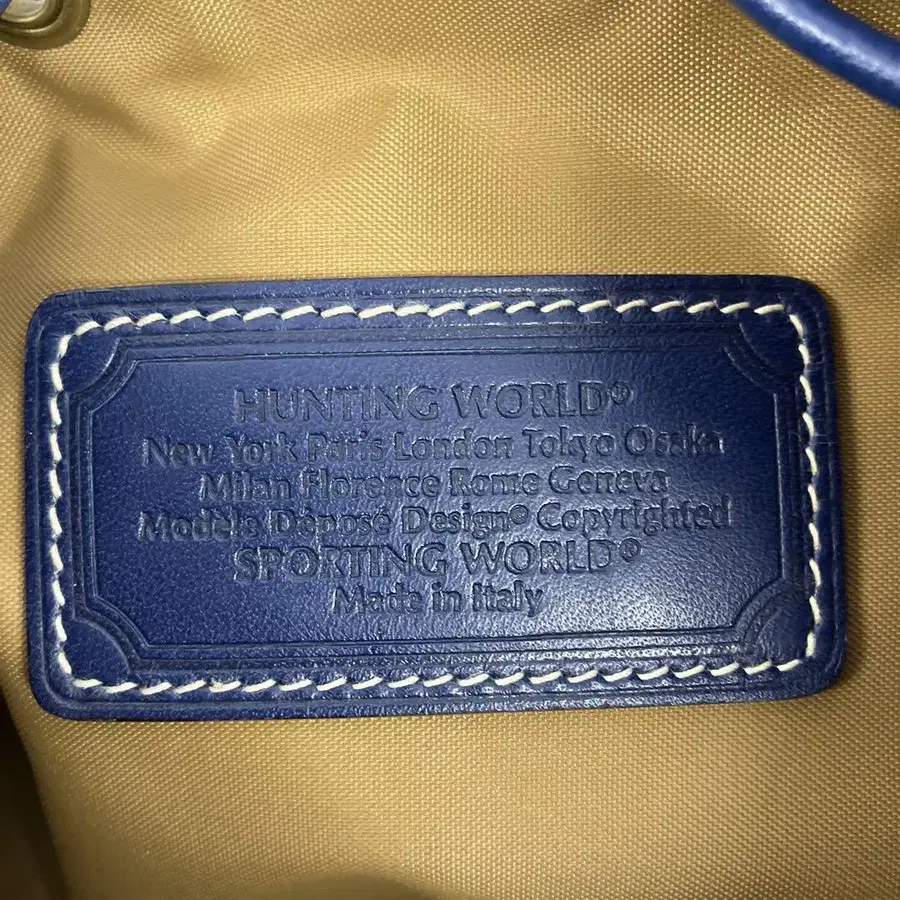 HUNTING WORLD®
New York Paris London Tokyo Osaka
Milan Florence Rome Geneva
Modèle Déposé Design® Copyrighted
SPORTING WORLD®
Made in Italy